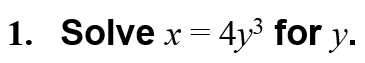 1. Solve x = 4y³ for y.